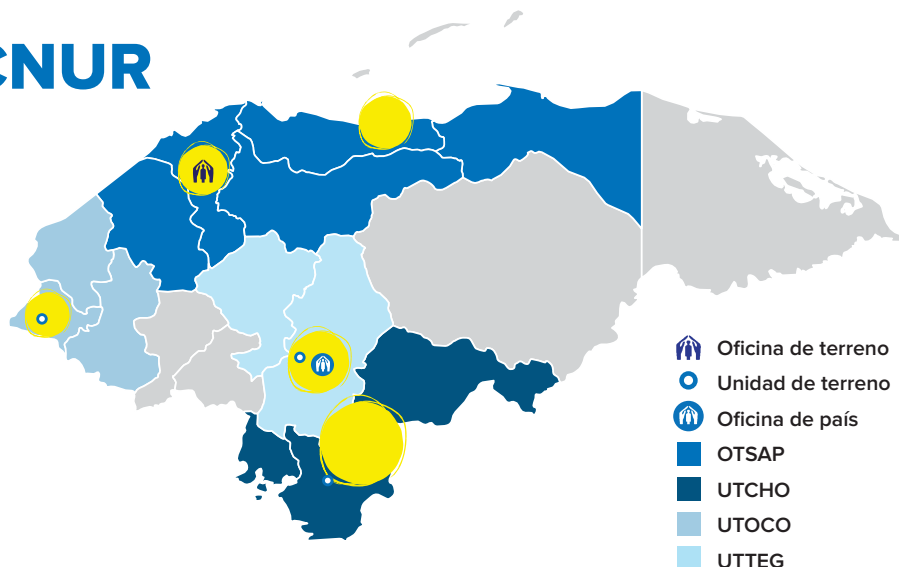 CNUR
Oficina de terreno
Unidad de terreno
Oficina de país
OTSAP
UTCHO
UTOCO
UTTEG